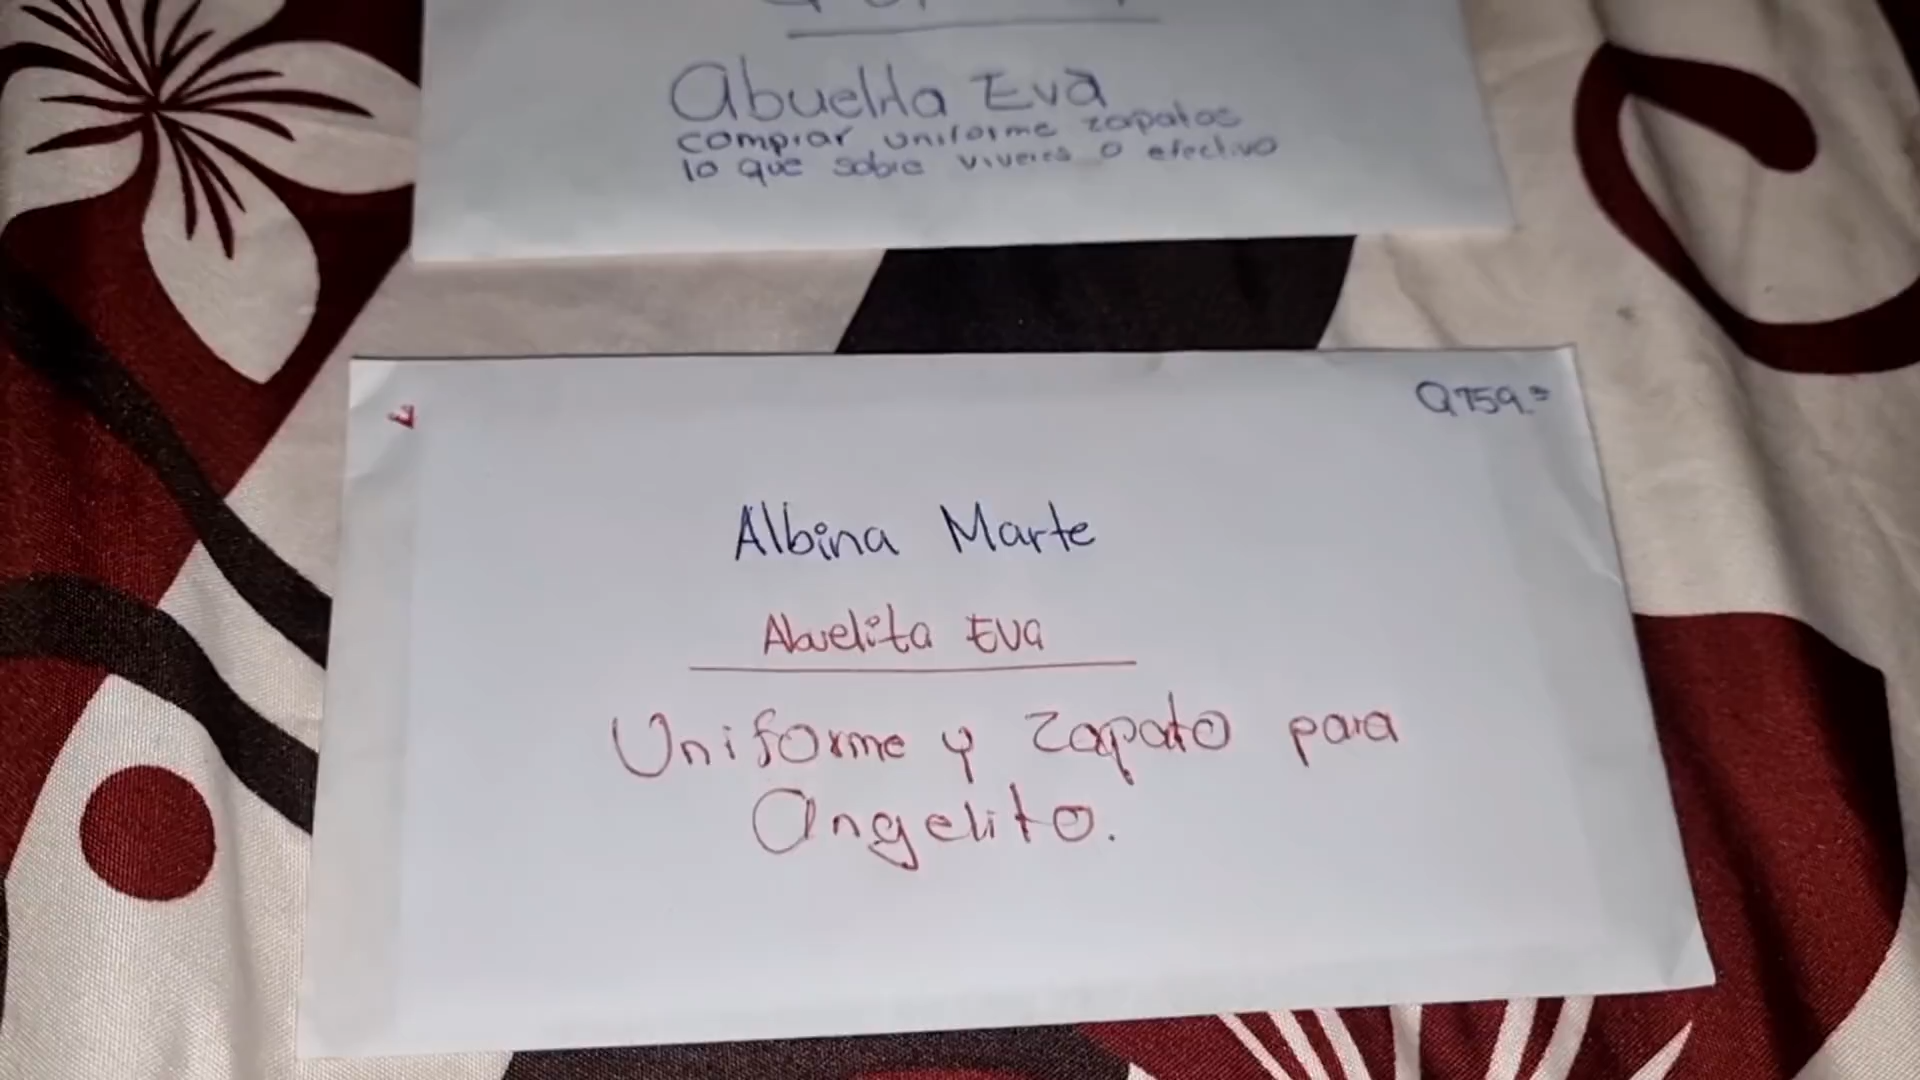 Abuelita Eva
comprar uniforme zapatos
lo que sobre viveres o efectivo
Q759.
Albina Marte
Abuelita Eva
Uniforme y Zapato para
Angelito.